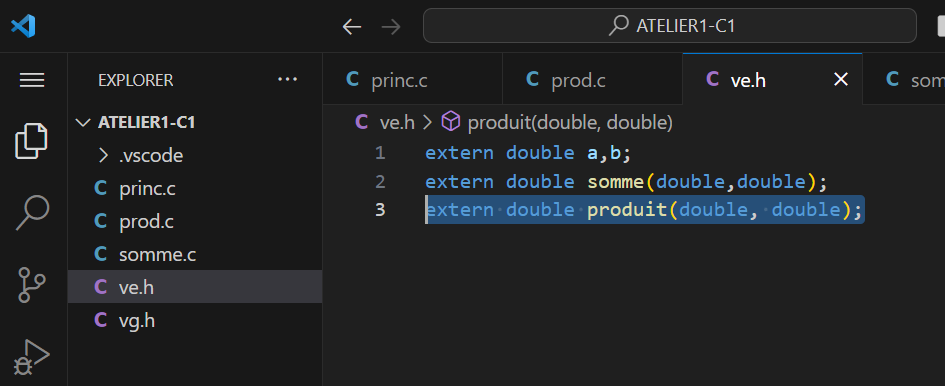 ATELIER1-C1
EXPLORER ...
ATELIER1-C1
.vscode
C princ.c
C prod.c
C somme.c
C ve.h
C vg.h
C princ.c C prod.c C ve.h C som
C ve.h > produit(double, double)
1 extern double a,b;
2 extern double somme(double,double);
3 extern double produit(double, double);